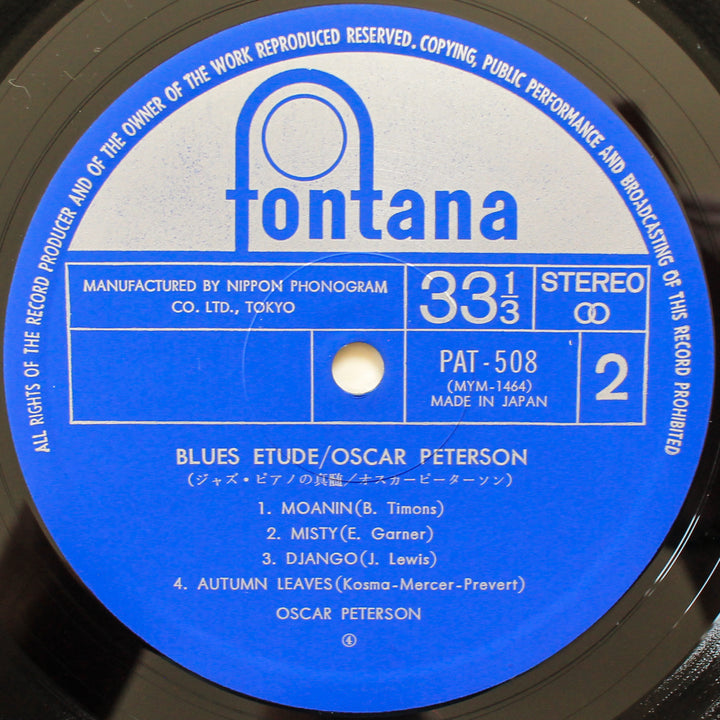 ALL RIGHTS OF THE RECORD PRODUCER AND OF THE OWNER OF THE WORK REPRODUCED RESERVED. COPYING, PUBLIC PERFORMANCE AND BROADCASTING OF THIS RECORD PROHIBITED
fontana
MANUFACTURED BY NIPPON PHONOGRAM
CO. LTD., TOKYO
33 1/3
STEREO
PAT-508
(MYM-1464)
MADE IN JAPAN
2
BLUES ETUDE/OSCAR PETERSON
(ジャズ・ピアノの真髄/オスカーピーターソン)
1. MOANIN(B. Timons)
2. MISTY(E. Garner)
3. DJANGO(J. Lewis)
4. AUTUMN LEAVES(Kosma-Mercer-Prevert)
OSCAR PETERSON
④